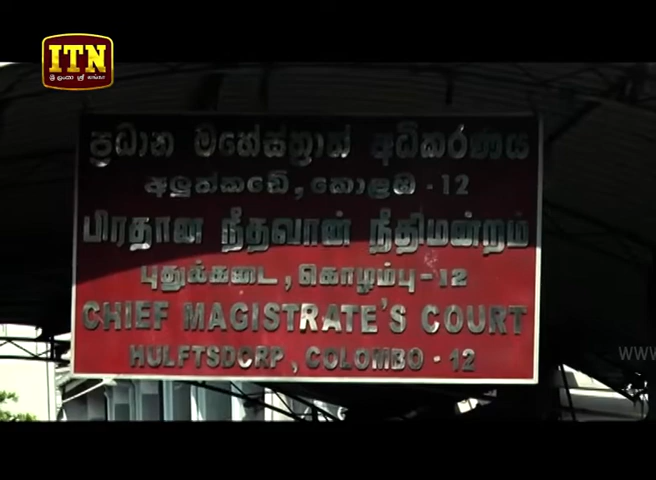 ITN
ප්‍රධාන මහේස්ත්‍රාත් අධිකරණය
අලුත්කඩේ, කොළඹ - 12
பிரதான நீதவான் நீதிமன்றம்
புதுக்கடை, கொழும்பு - 12
CHIEF MAGISTRATE'S COURT
HULFTSDORP, COLOMBO - 12
WW